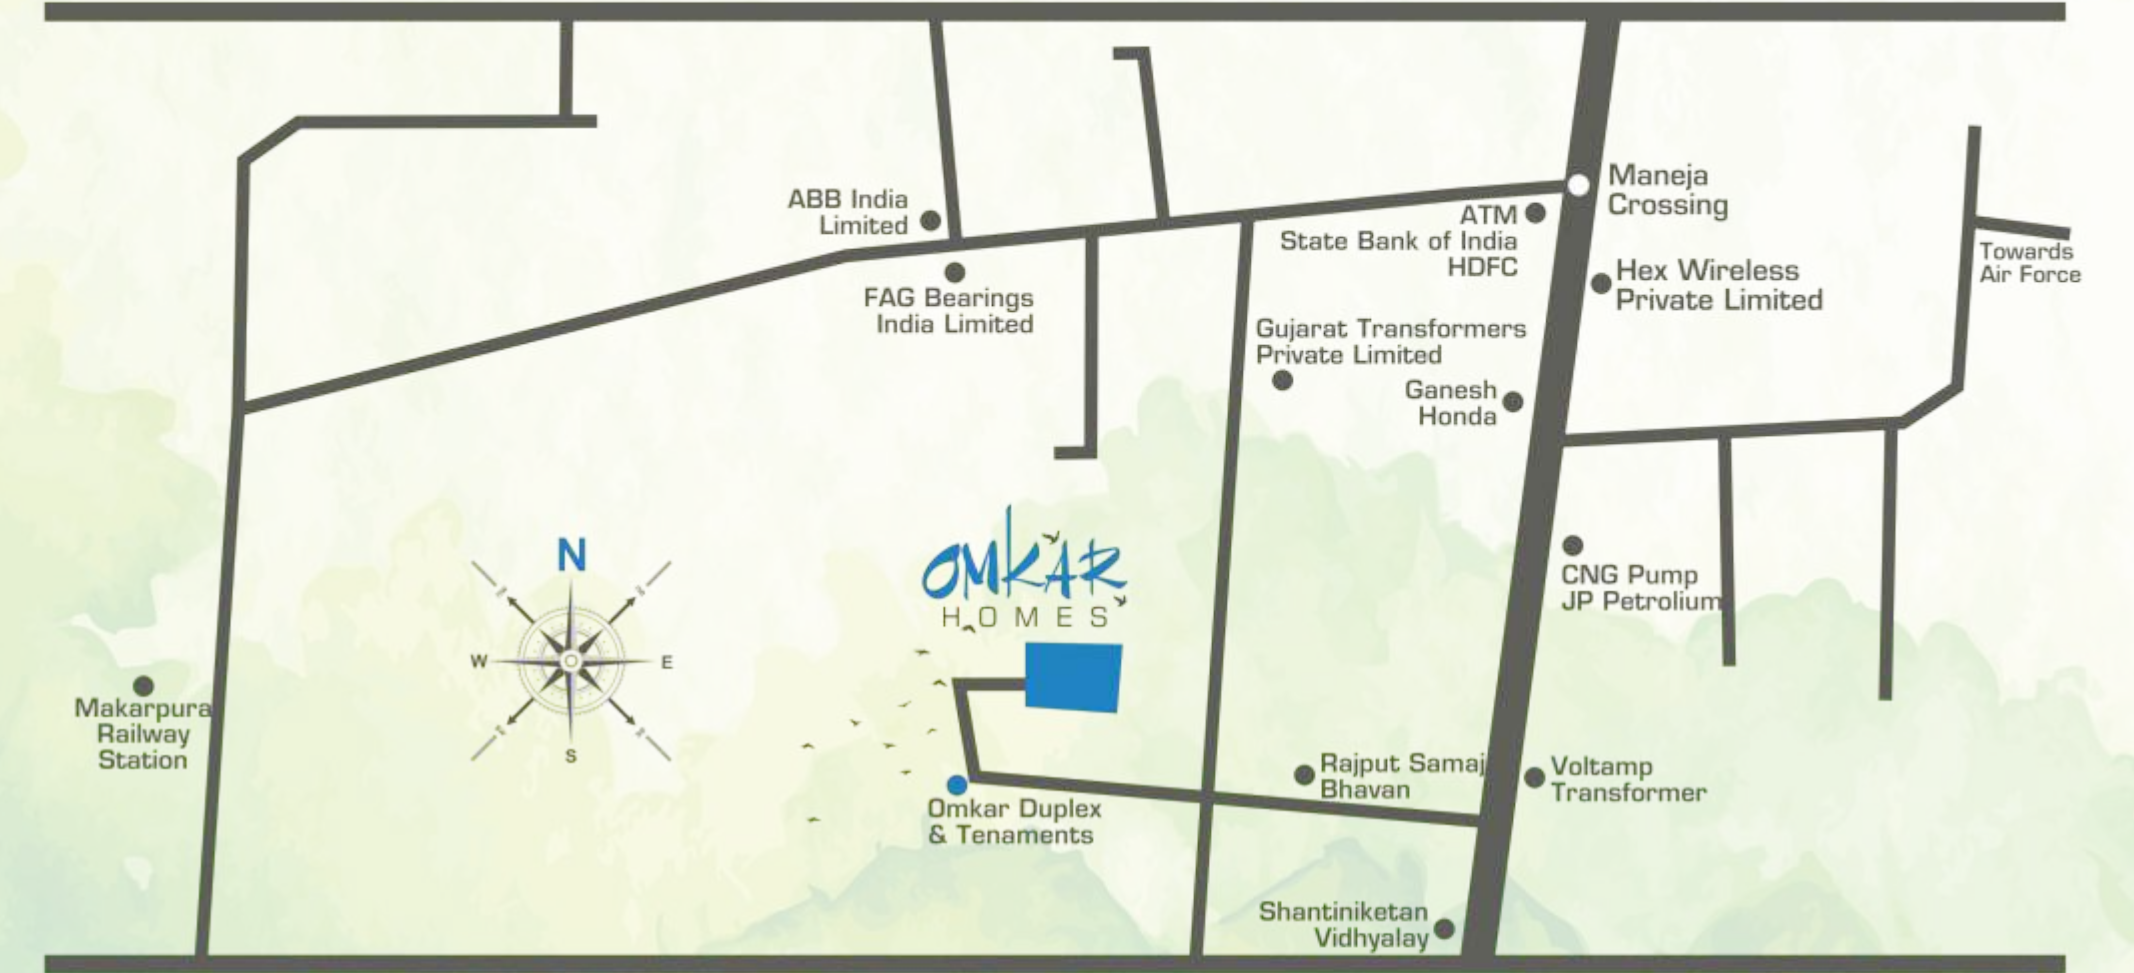 ABB India
Limited
FAG Bearings
India Limited
Maneja
Crossing
ATM
State Bank of India
HDFC
Hex Wireless
Private Limited
Towards
Air Force
Gujarat Transformers
Private Limited
Ganesh
Honda
N
W
E
S
OMKAR
HOMES
CNG Pump
JP Petrolium
Makarpura
Railway
Station
Omkar Duplex
& Tenaments
Rajput Samaj
Bhavan
Voltamp
Transformer
Shantiniketan
Vidhyalay